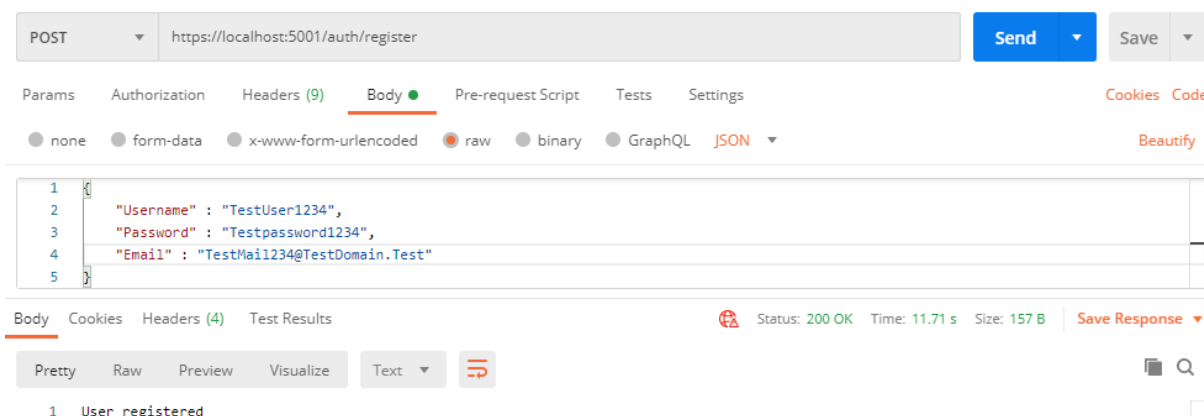 POST https://localhost:5001/auth/register Send Save
Params Authorization Headers (9) Body Pre-request Script Tests Settings Cookies Code
none form-data x-www-form-urlencoded raw binary GraphQL JSON Beautify
1 {
2 "Username" : "TestUser1234",
3 "Password" : "Testpassword1234",
4 "Email" : "TestMail234@TestDomain.Test"
5 }
Body Cookies Headers (4) Test Results Status: 200 OK Time: 11.71 s Size: 157 B Save Response
Pretty Raw Preview Visualize Text
1 User registered